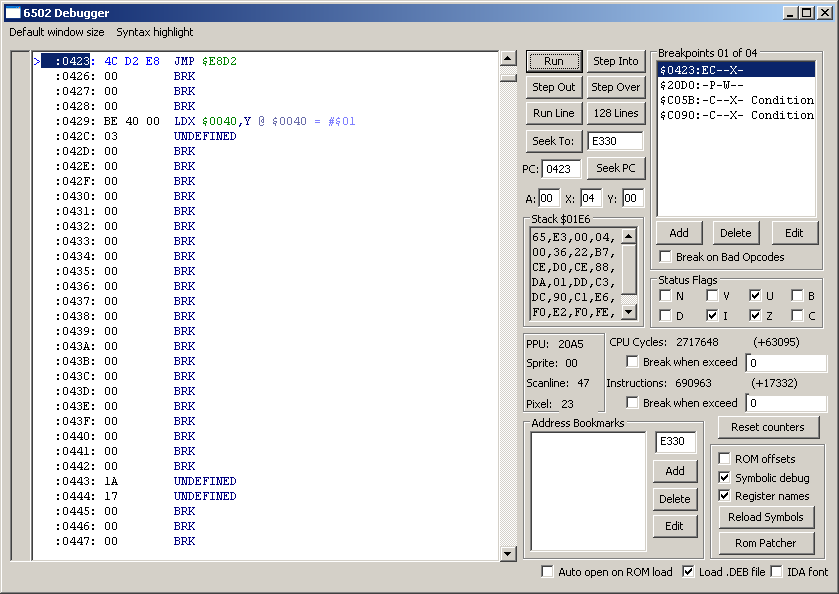 6502 Debugger
Default window size Syntax highlight
> :0423: 4C D2 E8 JMP $E8D2
:0426: 00 BRK
:0427: 00 BRK
:0428: 00 BRK
:0429: BE 40 00 LDX $0040,Y @ $0040 = #$01
:042C: 03 UNDEFINED
:042D: 00 BRK
:042E: 00 BRK
:042F: 00 BRK
:0430: 00 BRK
:0431: 00 BRK
:0432: 00 BRK
:0433: 00 BRK
:0434: 00 BRK
:0435: 00 BRK
:0436: 00 BRK
:0437: 00 BRK
:0438: 00 BRK
:0439: 00 BRK
:043A: 00 BRK
:043B: 00 BRK
:043C: 00 BRK
:043D: 00 BRK
:043E: 00 BRK
:043F: 00 BRK
:0440: 00 BRK
:0441: 00 BRK
:0442: 00 BRK
:0443: 1A UNDEFINED
:0444: 17 UNDEFINED
:0445: 00 BRK
:0446: 00 BRK
:0447: 00 BRK
Run Step Into
Step Out Step Over
Run Line 128 Lines
Seek To: E330
PC: 0423 Seek PC
A: 00 X: 04 Y: 00
Stack $01E6
65,E3,00,04,
00,36,22,B7,
CE,D0,CE,88,
DA,01,DD,C3,
DC,90,C1,E6,
F0,E2,F0,FE,
Breakpoints 01 of 04
$0423:EC--X-
$20D0:-P-W--
$C05B:-C--X- Condition
$C090:-C--X- Condition
Add Delete Edit
Break on Bad Opcodes
Status Flags
N V U B
D I Z C
PPU: 20A5
Sprite: 00
Scanline: 47
Pixel: 23
CPU Cycles: 2717648 (+63095)
Break when exceed 0
Instructions: 690963 (+17332)
Break when exceed 0
Address Bookmarks
E330
Add
Delete
Edit
Reset counters
ROM offsets
Symbolic debug
Register names
Reload Symbols
Rom Patcher
Auto open on ROM load Load .DEB file IDA font